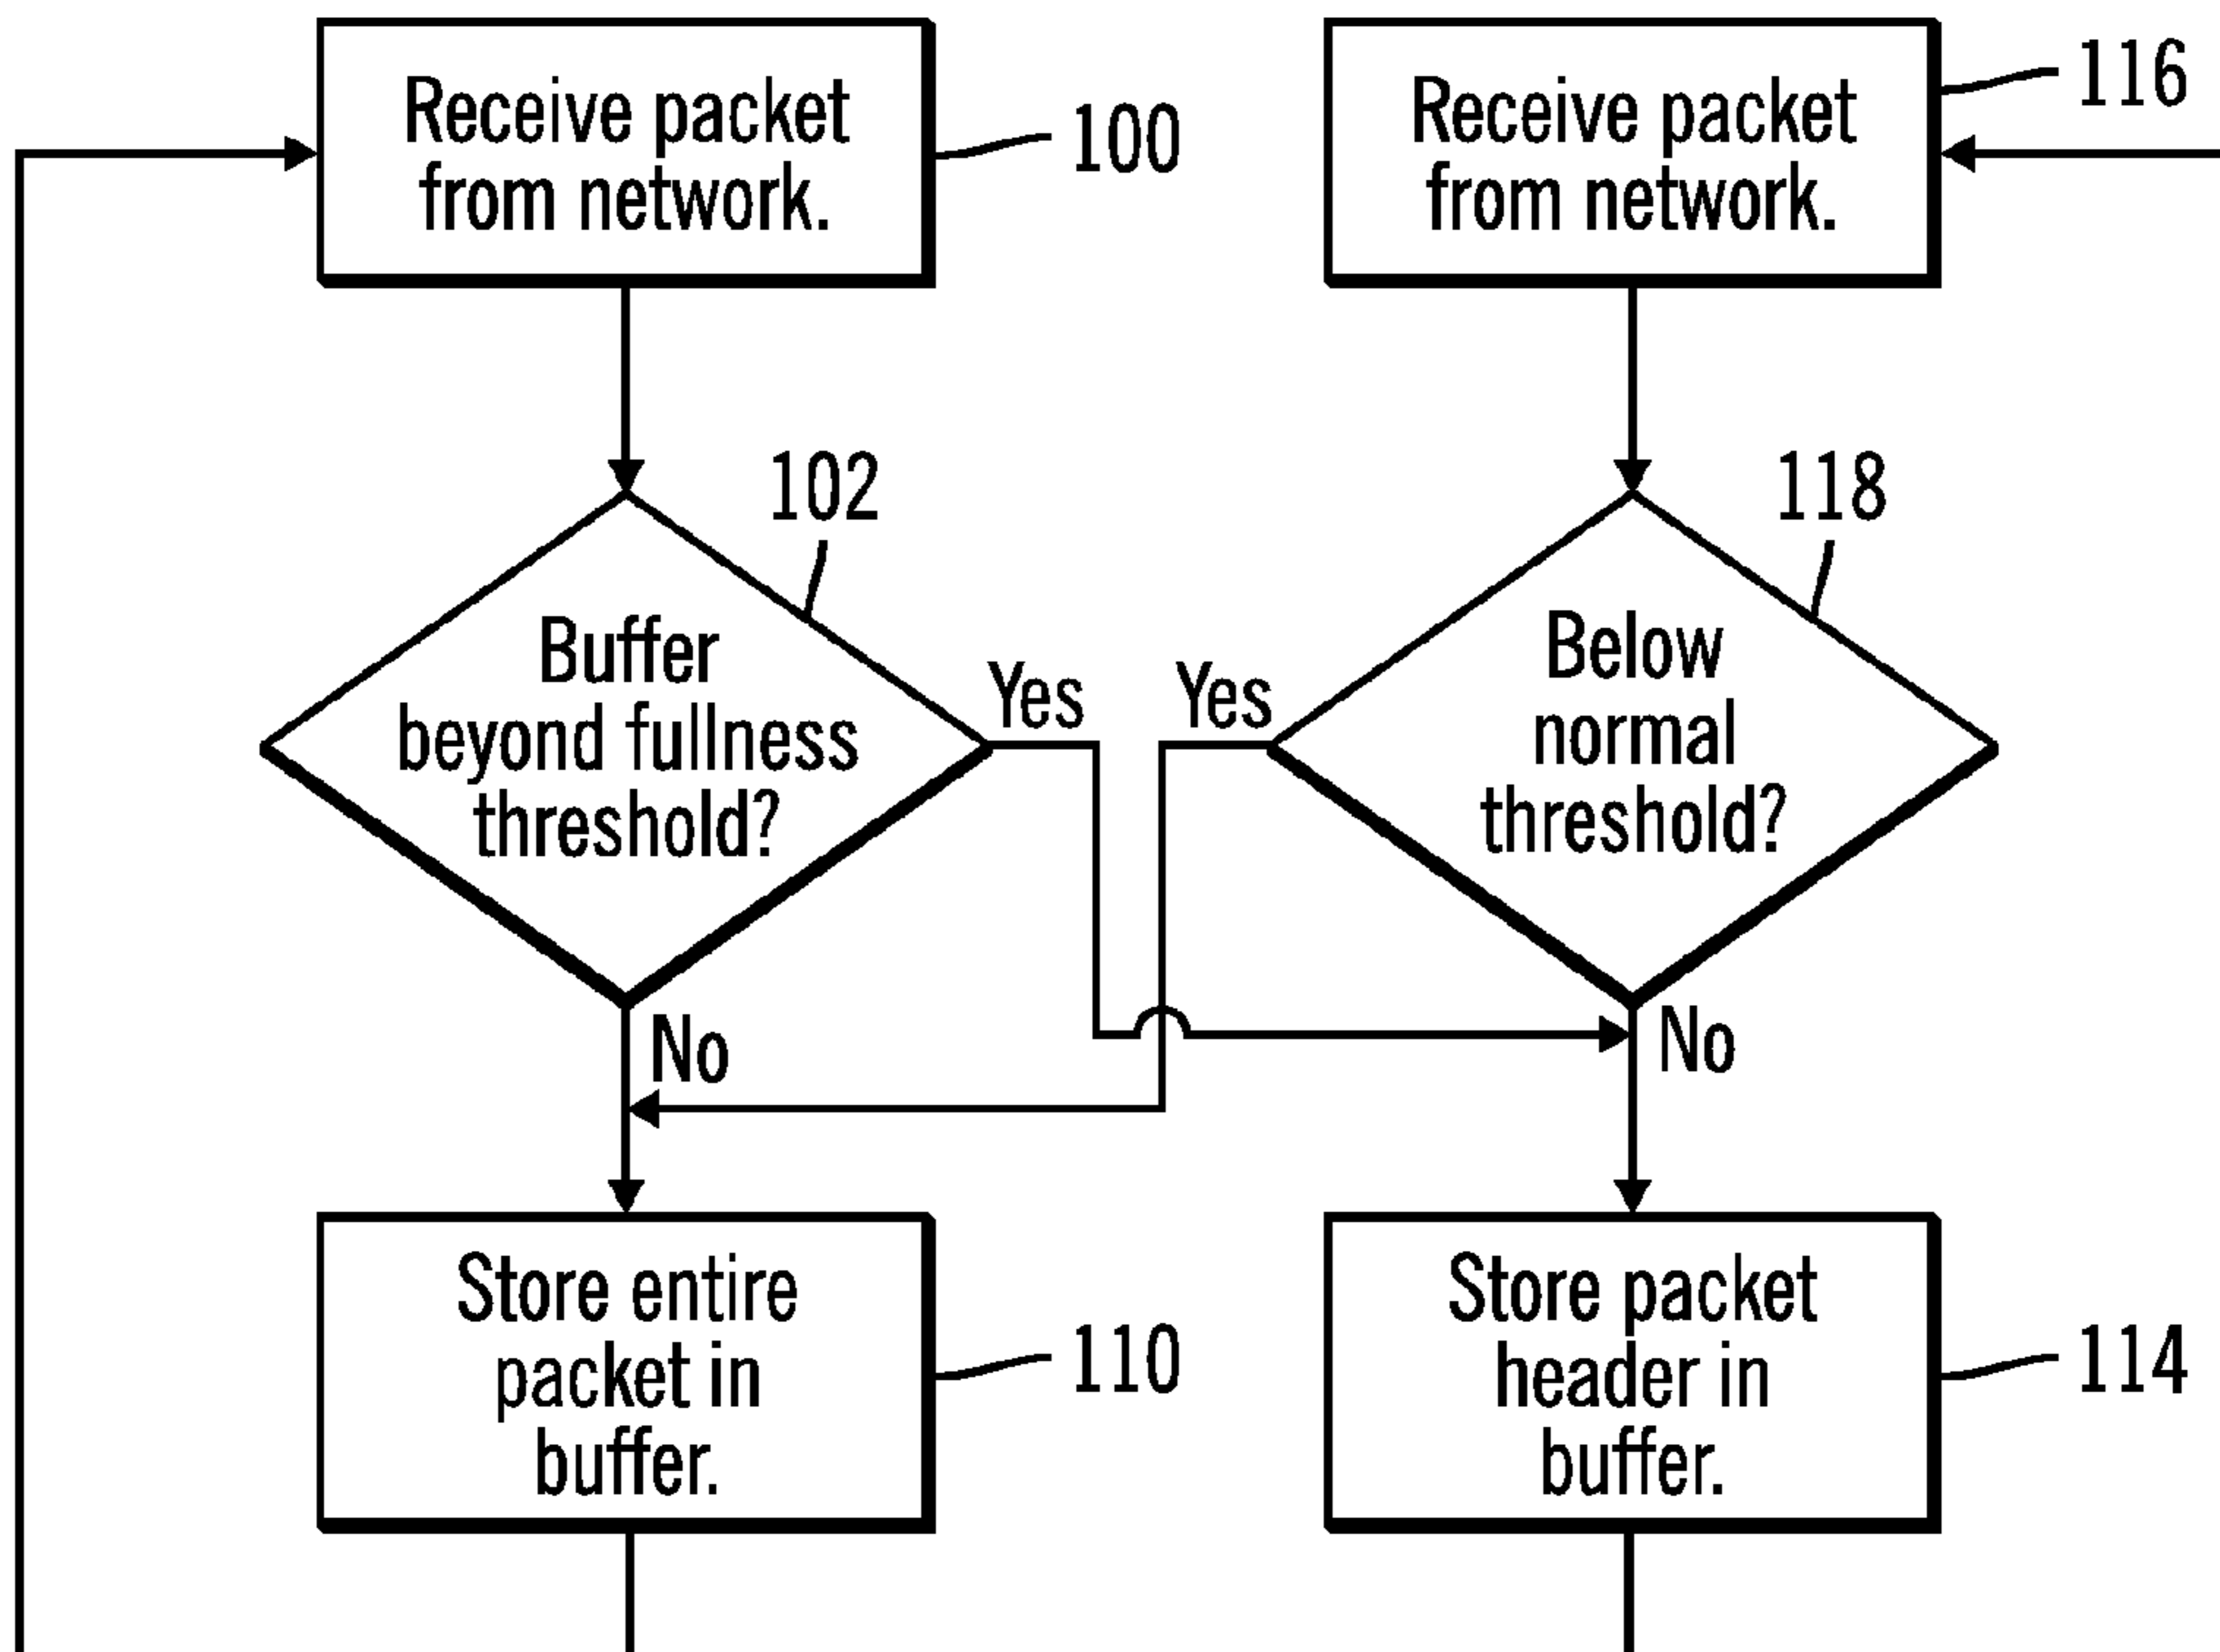 Receive packet
from network.
100
Receive packet
from network.
116
102
Buffer
beyond fullness
threshold?
Yes
No
118
Below
normal
threshold?
Yes
No
Store entire
packet in
buffer.
110
Store packet
header in
buffer.
114